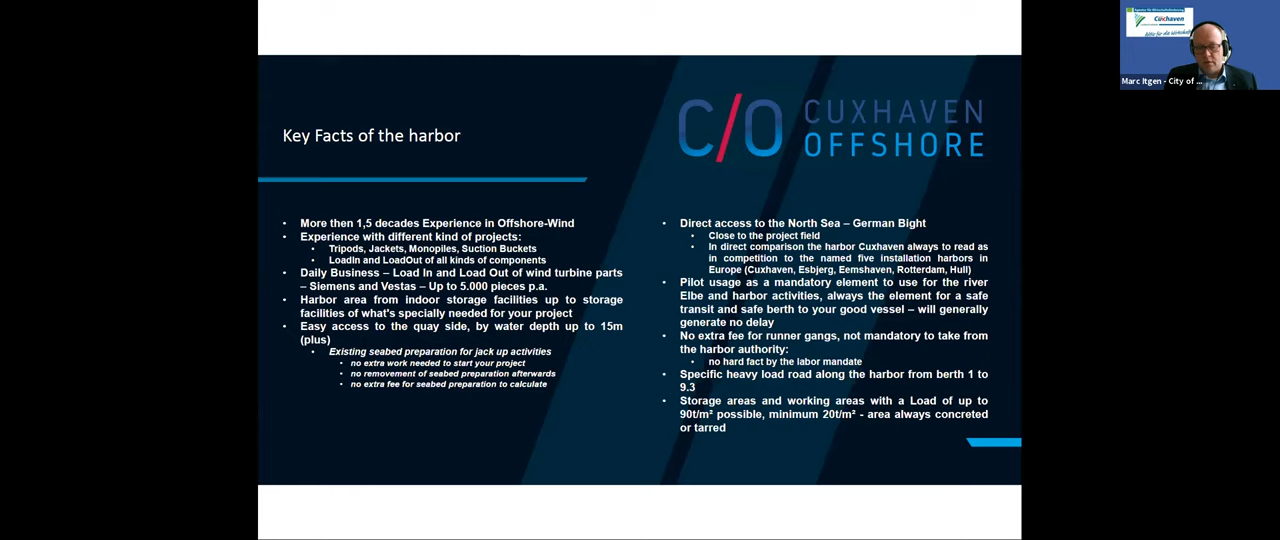 Key Facts of the harbor
C/O CUXHAVEN
OFFSHORE
• More then 1,5 decades Experience in Offshore-Wind
• Experience with different kind of projects:
• Tripods, Jackets, Monopiles, Suction Buckets
• LoadIn and LoadOut of all kinds of components
• Daily Business – Load In and Load Out of wind turbine parts
– Siemens and Vestas – Up to 5.000 pieces p.a.
• Harbor area from indoor storage facilities up to storage
facilities of what's specially needed for your project
• Easy access to the quay side, by water depth up to 15m
(plus)
• Existing seabed preparation for jack up activities
• no extra work needed to start your project
• no removement of seabed preparation afterwards
• no extra fee for seabed preparation to calculate
• Direct access to the North Sea – German Bight
• Close to the project field
• In direct comparison the harbor Cuxhaven always to read as
in competition to the named five installation harbors in
Europe (Cuxhaven, Esbjerg, Eemshaven, Rotterdam, Hull)
• Pilot usage as a mandatory element to use for the river
Elbe and harbor activities, always the element for a safe
transit and safe berth to your good vessel – will generally
generate no delay
• No extra fee for runner gangs, not mandatory to take from
the harbor authority:
• no hard fact by the labor mandate
• Specific heavy load road along the harbor from berth 1 to
9.3
• Storage areas and working areas with a Load of up to
90t/m² possible, minimum 20t/m² - area always concreted
or tarred
Agentur für Wirtschaftsförderung
Cuxhaven
Marc Itgen - City of ...